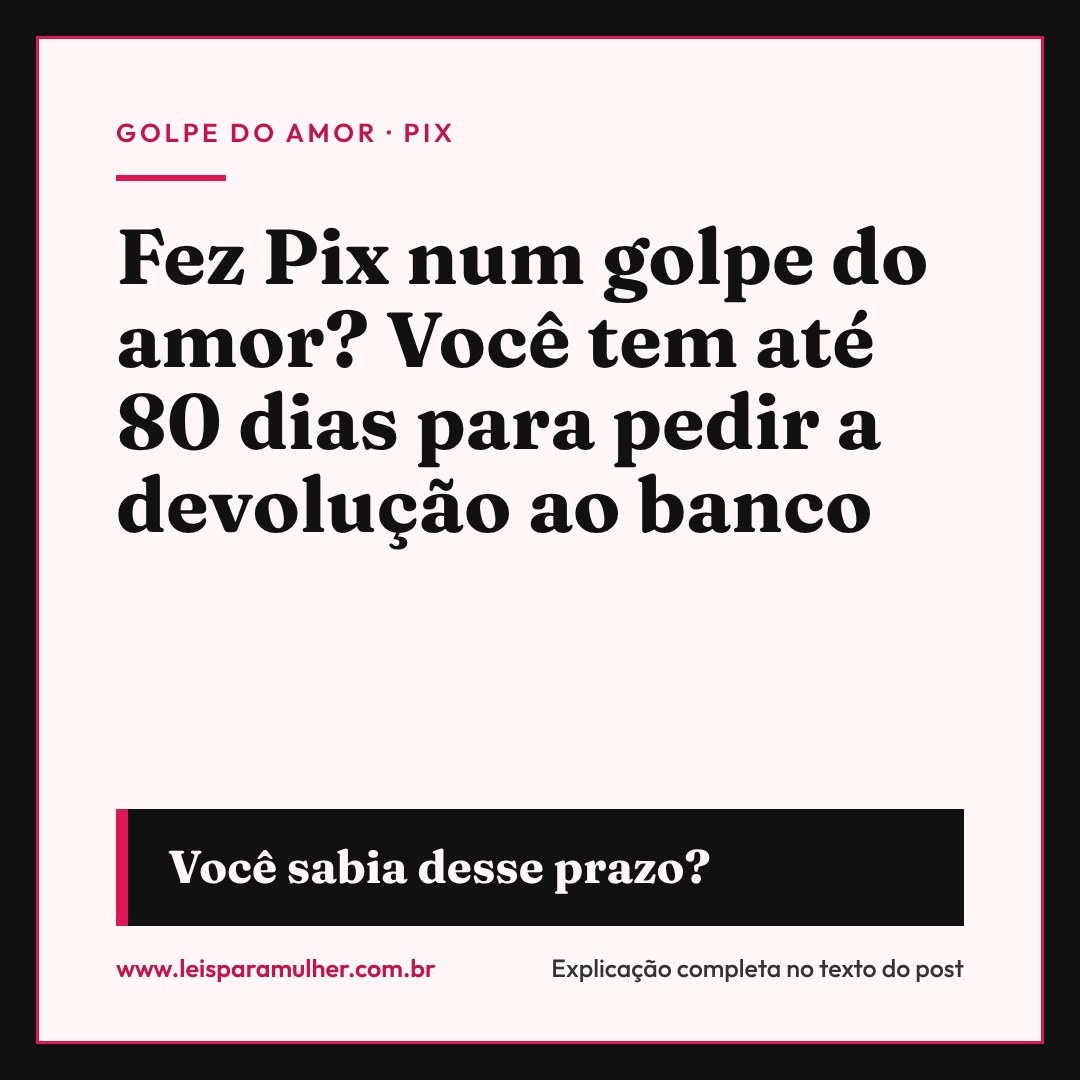 GOLPE DO AMOR · PIX
Fez Pix num golpe do
amor? Você tem até
80 dias para pedir a
devolução ao banco
Você sabia desse prazo?
www.leisparamulher.com.br
Explicação completa no texto do post